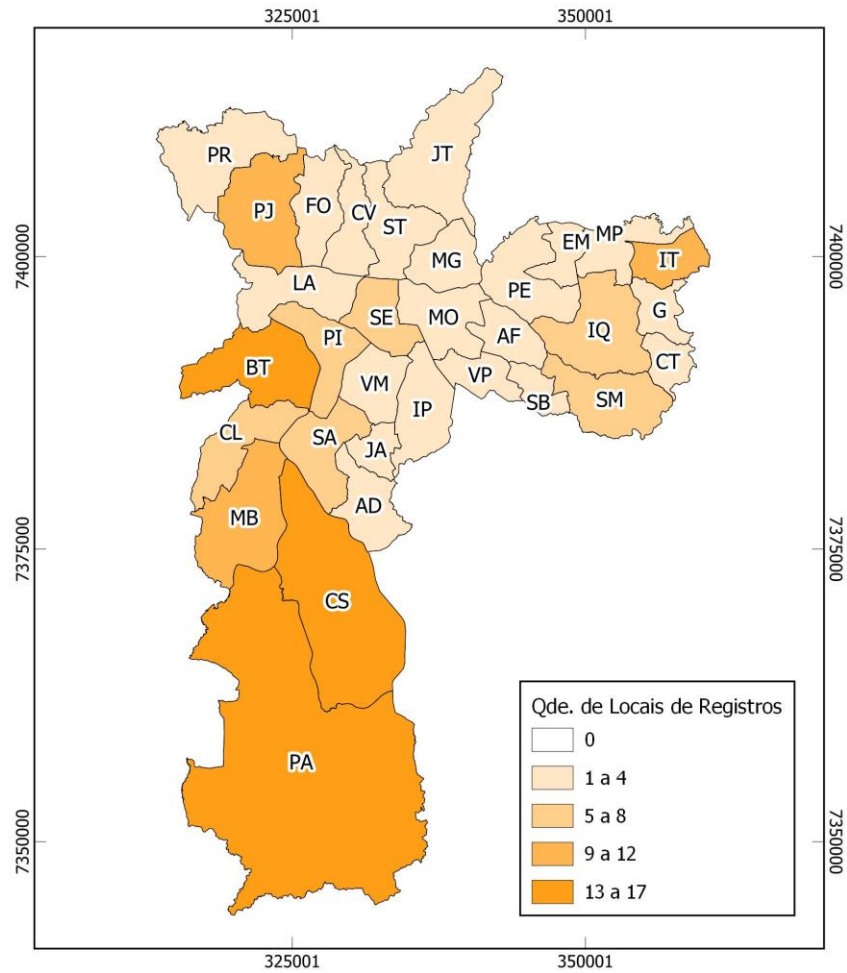 325001 350001
PR
JT
PJ
FO
CV
ST
EM
MP
7400000
7400000
MG
IT
LA
PE
G
SE
MO
PI
AF
IQ
BT
CT
VM
VP
IP
SB
SM
CL
SA
JA
AD
MB
7375000
7375000
CS
Qde. de Locais de Registros
0
PA
1 a 4
5 a 8
7350000
7350000
9 a 12
13 a 17
325001 350001